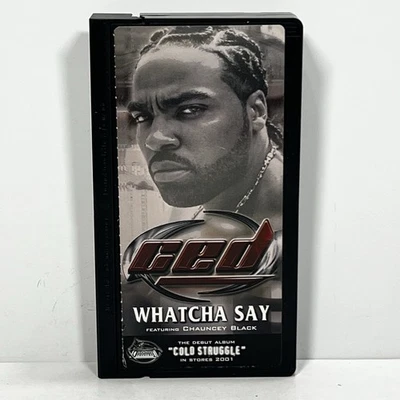 ced
WHATCHA SAY
FEATURING CHAUNCEY BLACK
THE DEBUT ALBUM
"COLD STRUGGLE"
IN STORES 2001